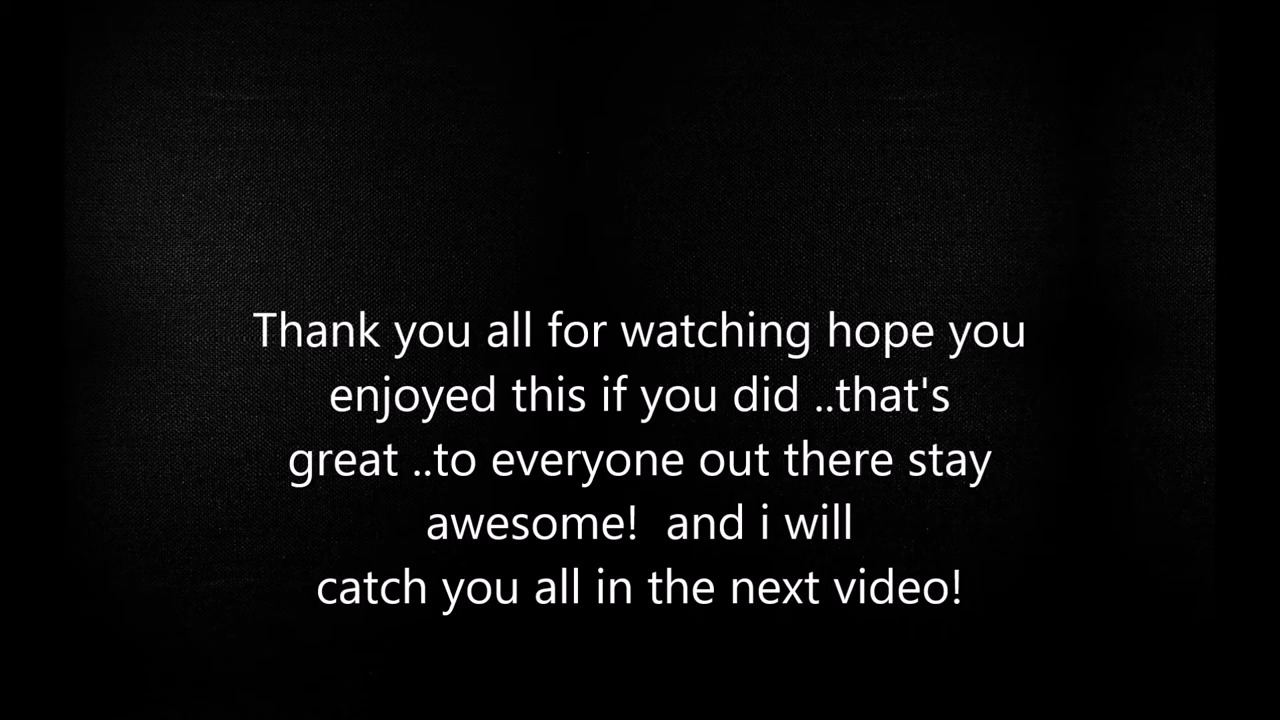 Thank you all for watching hope you
enjoyed this if you did ..that's
great ..to everyone out there stay
awesome!  and i will
catch you all in the next video!